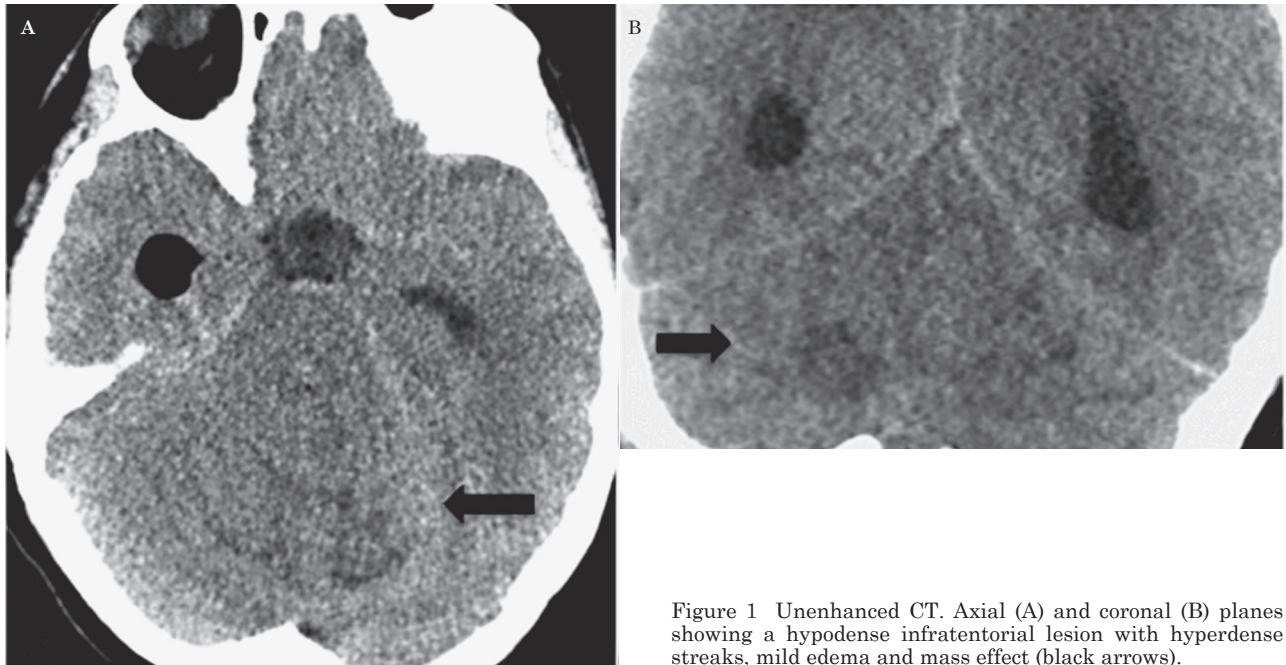 A
B
Figure 1 Unenhanced CT. Axial (A) and coronal (B) planes
showing a hypodense infratentorial lesion with hyperdense
streaks, mild edema and mass effect (black arrows).